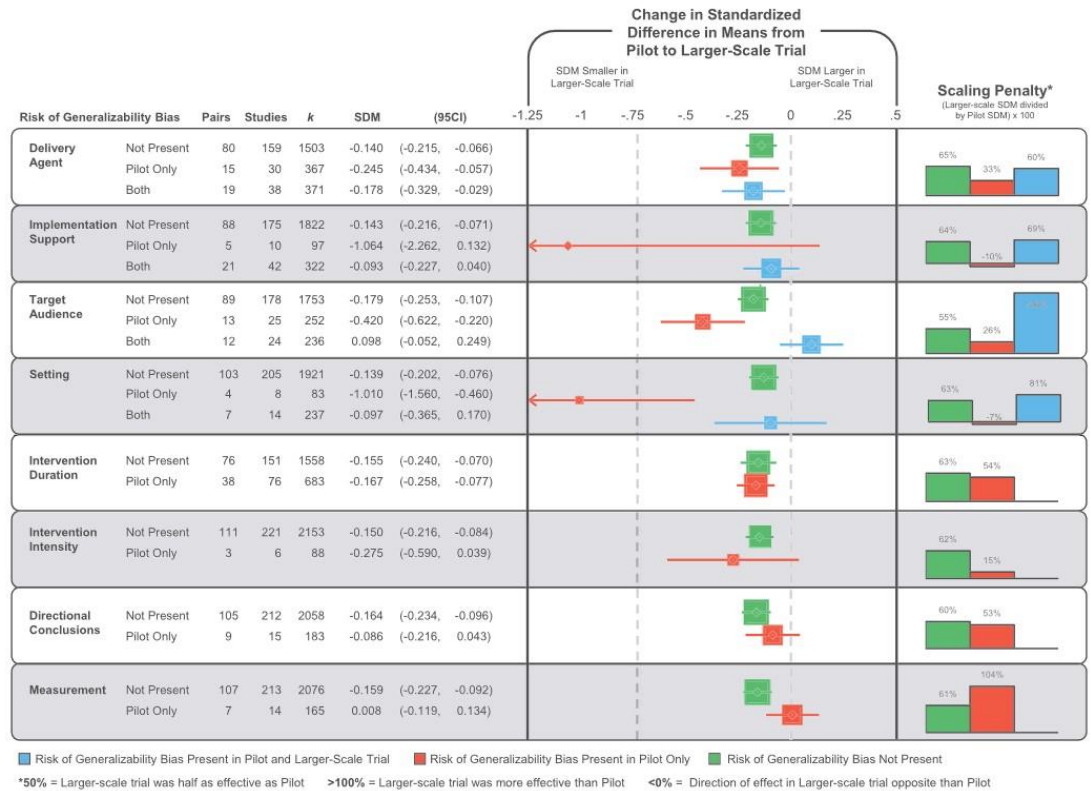 Change in Standardized
Difference in Means from
Pilot to Larger-Scale Trial
SDM Smaller in
Larger-Scale Trial
SDM Larger in
Larger-Scale Trial
Scaling Penalty*
(Larger-scale SDM divided
by Pilot SDM) x 100
Risk of Generalizability Bias Pairs Studies k SDM (95CI) -1.25 -1 -.75 -.5 -.25 0 .25 .5
Delivery Agent
Not Present 80 159 1503 -0.140 (-0.215, -0.066)
Pilot Only 15 30 367 -0.245 (-0.434, -0.057)
Both 19 38 371 -0.178 (-0.329, -0.029)
65% 33% 60%
Implementation Support
Not Present 88 175 1822 -0.143 (-0.216, -0.071)
Pilot Only 5 10 97 -1.064 (-2.262, 0.132)
Both 21 42 322 -0.093 (-0.227, 0.040)
64% -10% 69%
Target Audience
Not Present 89 178 1753 -0.179 (-0.253, -0.107)
Pilot Only 13 25 252 -0.420 (-0.622, -0.220)
Both 12 24 236 0.098 (-0.052, 0.249)
55% 26%
Setting
Not Present 103 205 1921 -0.139 (-0.202, -0.076)
Pilot Only 4 8 83 -1.010 (-1.560, -0.460)
Both 7 14 237 -0.097 (-0.365, 0.170)
63% -7% 81%
Intervention Duration
Not Present 76 151 1558 -0.155 (-0.240, -0.070)
Pilot Only 38 76 683 -0.167 (-0.258, -0.077)
63% 54%
Intervention Intensity
Not Present 111 221 2153 -0.150 (-0.216, -0.084)
Pilot Only 3 6 88 -0.275 (-0.590, 0.039)
62% 15%
Directional Conclusions
Not Present 105 212 2058 -0.164 (-0.234, -0.096)
Pilot Only 9 15 183 -0.086 (-0.216, 0.043)
60% 53%
Measurement
Not Present 107 213 2076 -0.159 (-0.227, -0.092)
Pilot Only 7 14 165 0.008 (-0.119, 0.134)
61% 104%
Risk of Generalizability Bias Present in Pilot and Larger-Scale Trial Risk of Generalizability Bias Present in Pilot Only Risk of Generalizability Bias Not Present
*50% = Larger-scale trial was half as effective as Pilot >100% = Larger-scale trial was more effective than Pilot <0% = Direction of effect in Larger-scale trial opposite than Pilot